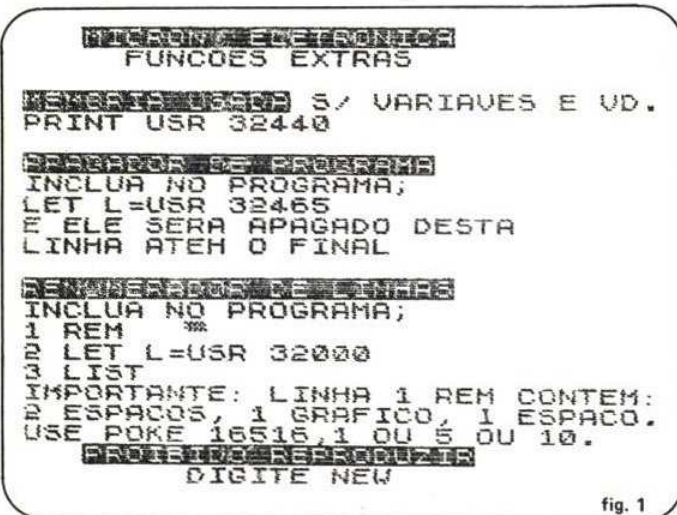 ELETRONICA
FUNCOES EXTRAS
MEMORIA USADA S/ VARIAVES E VD.
PRINT USR 32440
APAGADOR DE PROGRAMA
INCLUA NO PROGRAMA;
LET L=USR 32465
E ELE SERA APAGADO DESTA
LINHA ATEH O FINAL
RENUMERADOR DE LINHAS
INCLUA NO PROGRAMA;
1 REM
2 LET L=USR 32000
3 LIST
IMPORTANTE: LINHA 1 REM CONTEM:
2 ESPACOS, 1 GRAFICO, 1 ESPACO.
USE POKE 16516,1 OU 5 OU 10.
PROIBIDO REPRODUZIR
DIGITE NEW
fig. 1